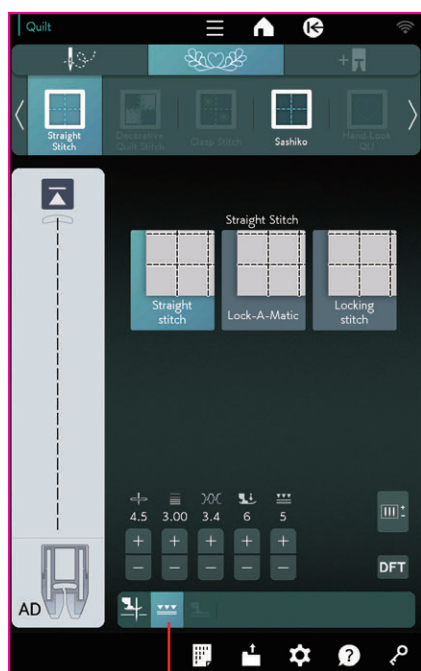 Quilt
Straight
Stitch
Decorative
Quilt Stitch
Clasp Stitch
Sashiko
Hand-Look
QU
Straight Stitch
Straight
stitch
Lock-A-Matic
Locking
stitch
4.5 3.00 3.4 6 5
+ + + + +
− − − − −
DFT
AD